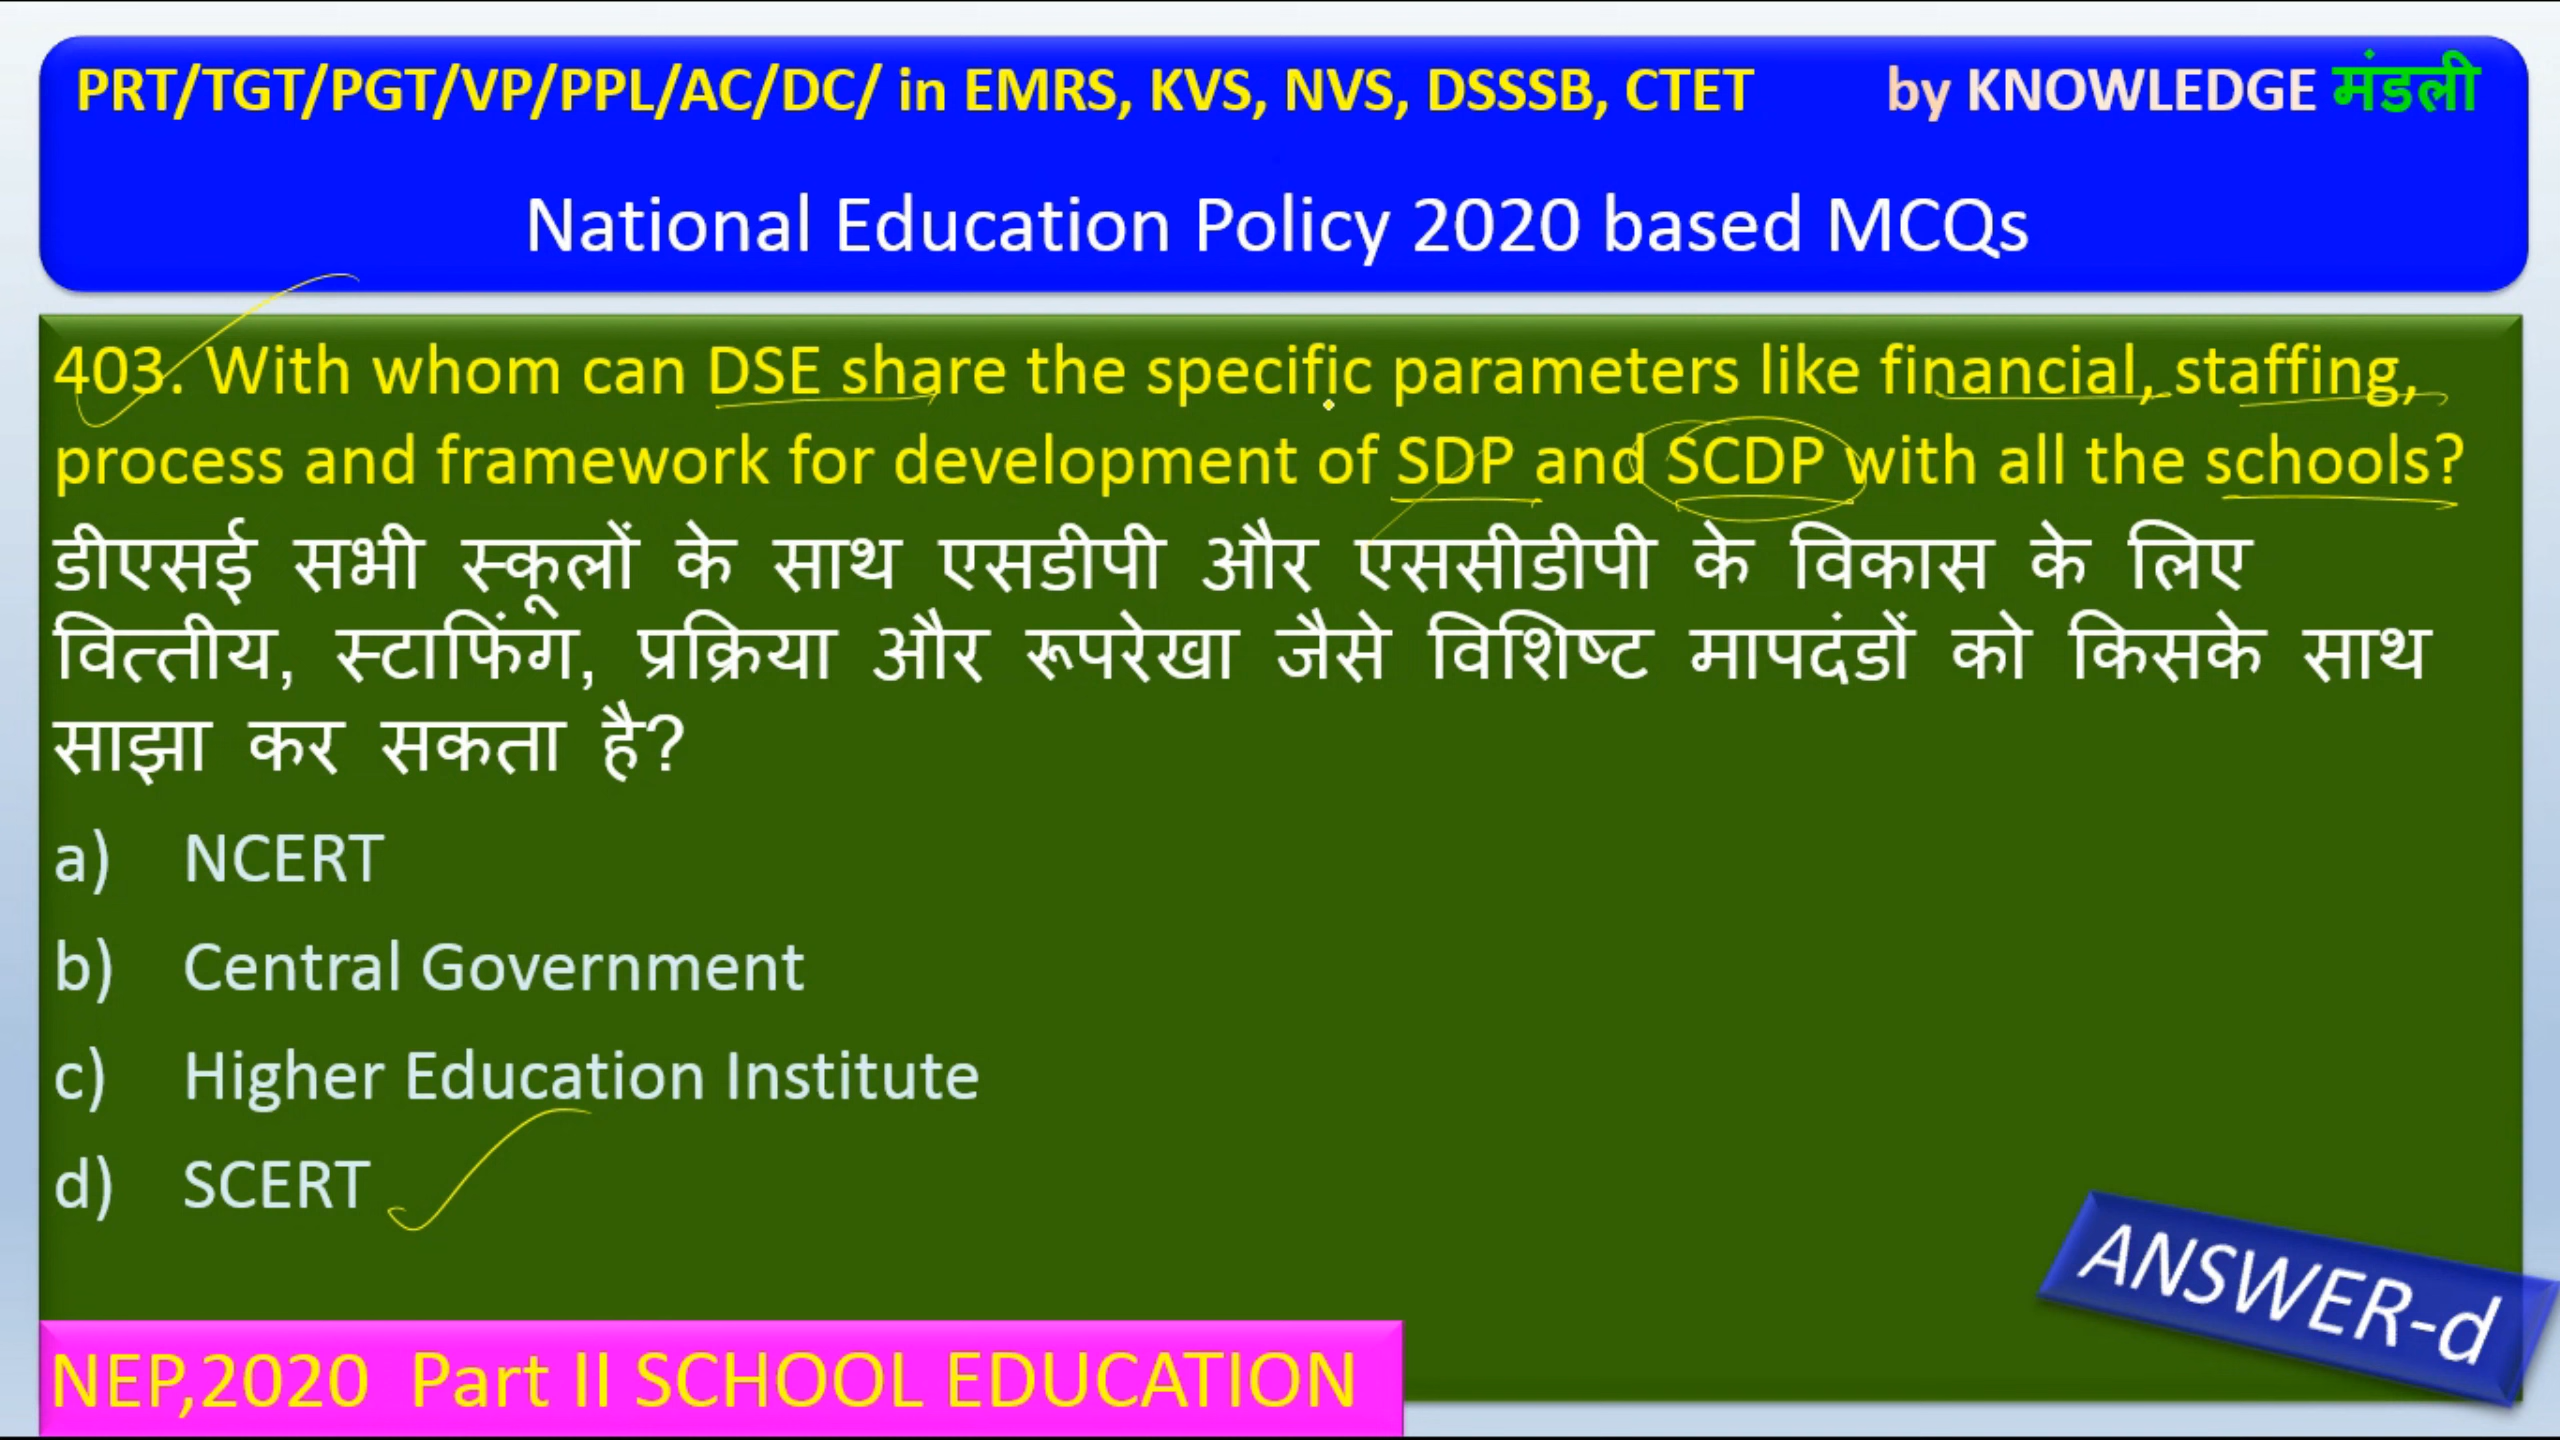 PRT/TGT/PGT/VP/PPL/AC/DC/ in EMRS, KVS, NVS, DSSSB, CTET by KNOWLEDGE मंडली
National Education Policy 2020 based MCQs
403. With whom can DSE share the specific parameters like financial, staffing,
process and framework for development of SDP and SCDP with all the schools?
डीएसई सभी स्कूलों के साथ एसडीपी और एससीडीपी के विकास के लिए
वित्तीय, स्टाफिंग, प्रक्रिया और रूपरेखा जैसे विशिष्ट मापदंडों को किसके साथ
साझा कर सकता है?
a) NCERT
b) Central Government
c) Higher Education Institute
d) SCERT
ANSWER-d
NEP,2020 Part II SCHOOL EDUCATION